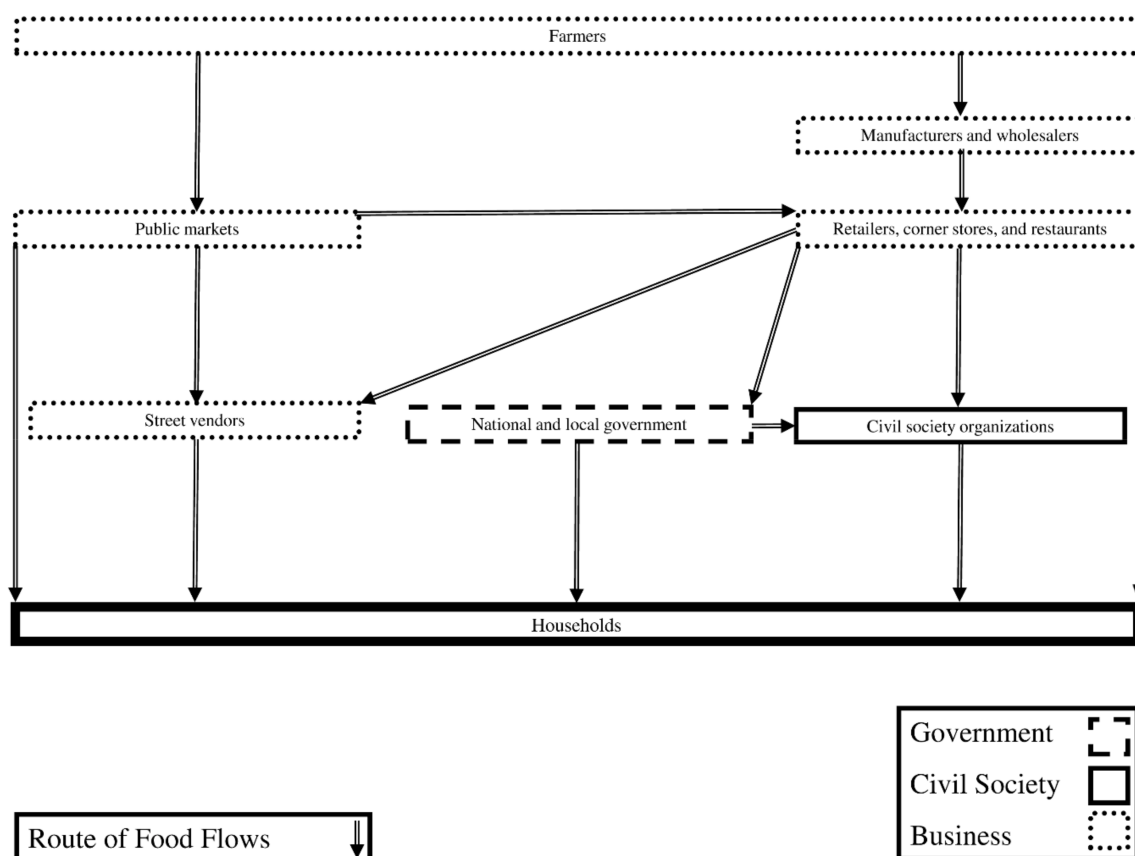 Farmers
Manufacturers and wholesalers
Public markets
Retailers, corner stores, and restaurants
Street vendors
National and local government
Civil society organizations
Households
Government
Civil Society
Business
Route of Food Flows